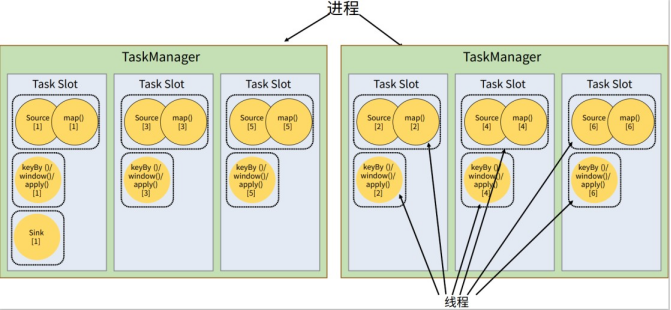 进程
TaskManager
Task Slot
Source
[1]
map()
[1]
keyBy ()/
window()/
apply()
[1]
Sink
[1]
Task Slot
Source
[3]
map()
[3]
keyBy ()/
window()/
apply()
[3]
Task Slot
Source
[5]
map()
[5]
keyBy ()/
window()/
apply()
[5]
TaskManager
Task Slot
Source
[2]
map()
[2]
keyBy ()/
window()/
apply()
[2]
Task Slot
Source
[4]
map()
[4]
keyBy ()/
window()/
apply()
[4]
Task Slot
Source
[6]
map()
[6]
keyBy ()/
window()/
apply()
[6]
线程